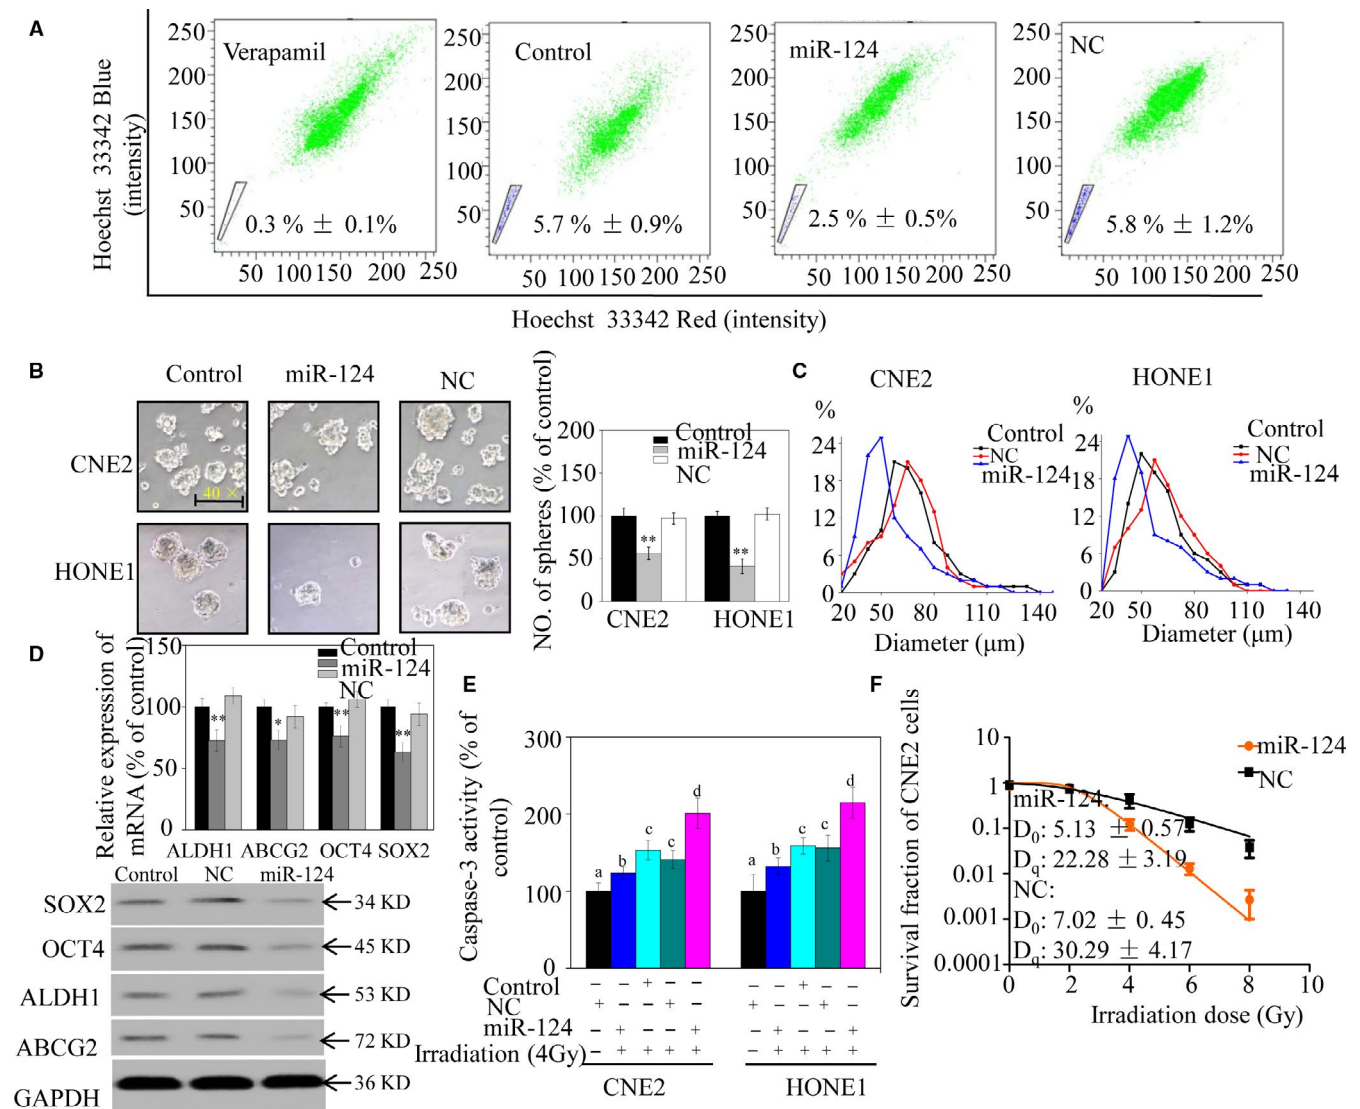 A
Hoechst 33342 Blue
(intensity)
250
200
150
100
50
Verapamil
0.3 % ± 0.1%
50 100 150 200 250
250
200
150
100
50
Control
5.7 % ± 0.9%
50 100 150 200 250
250
200
150
100
50
miR-124
2.5 % ± 0.5%
50 100 150 200 250
250
200
150
100
50
NC
5.8 % ± 1.2%
50 100 150 200 250
Hoechst 33342 Red (intensity)
B
Control miR-124 NC
CNE2
40 ×
HONE1
NO. of spheres (% of control)
200
150
100
50
0
Control
miR-124
NC
**
**
CNE2 HONE1
C
CNE2
%
24
18
12
6
0
20 50 80 110 140
Diameter (μm)
Control
NC
miR-124
HONE1
%
24
18
12
6
0
20 50 80 110 140
Diameter (μm)
Control
NC
miR-124
D
Relative expression of
mRNA (% of control)
150
100
50
0
Control
miR-124
NC
** * ** **
ALDH1 ABCG2 OCT4 SOX2
Control NC miR-124
SOX2 34 KD
OCT4 45 KD
ALDH1 53 KD
ABCG2 72 KD
GAPDH 36 KD
E
Caspase-3 activity (% of
control)
300
200
100
0
a b c c d
a b c c d
Control – – + – – – – + – –
NC + – – + – + – – + –
miR-124 – + – – + – + – – +
Irradiation (4Gy) – + + + + – + + + +
CNE2 HONE1
F
Survival fraction of CNE2 cells
10
1
0.1
0.01
0.001
0.0001
miR-124
NC
miR-124.
D0: 5.13 ± 0.57
Dq: 22.28 ± 3.19
NC:
D0: 7.02 ± 0. 45
Dq: 30.29 ± 4.17
0 2 4 6 8 10
Irradiation dose (Gy)